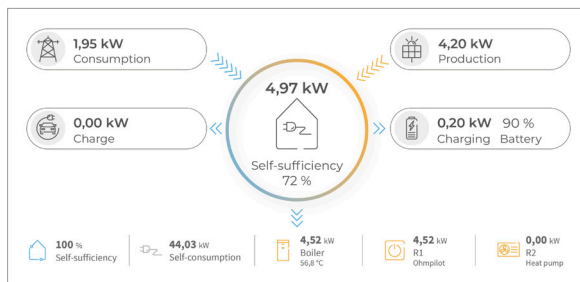 1,95 kW
Consumption
4,20 kW
Production
4,97 kW
0,00 kW
Charge
0,20 kW 90 %
Charging Battery
Self-sufficiency
72 %
100 %
Self-sufficiency
44,03 kW
Self-consumption
4,52 kW
Boiler
56,8 °C
4,52 kW
R1
Ohmpilot
0,00 kW
R2
Heat pump